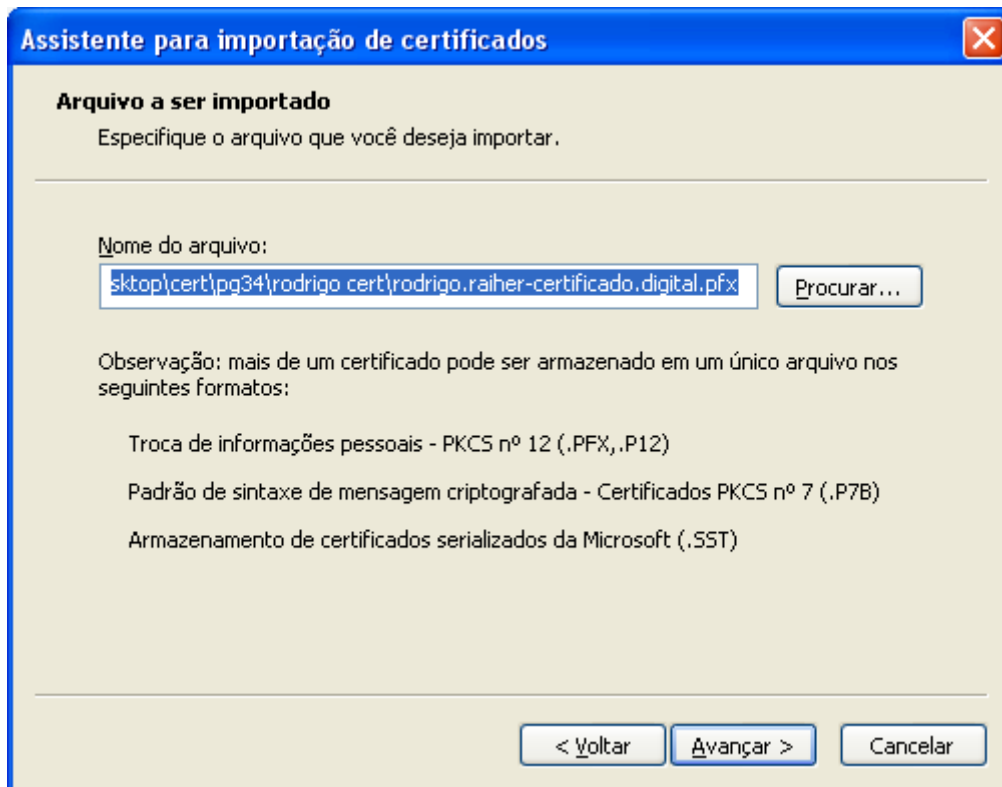 Assistente para importação de certificados
Arquivo a ser importado
Especifique o arquivo que você deseja importar.
Nome do arquivo:
sktop\cert\pg34\rodrigo cert\rodrigo.raiher-certificado.digital.pfx
Procurar...
Observação: mais de um certificado pode ser armazenado em um único arquivo nos
seguintes formatos:
Troca de informações pessoais - PKCS nº 12 (.PFX,.P12)
Padrão de sintaxe de mensagem criptografada - Certificados PKCS nº 7 (.P7B)
Armazenamento de certificados serializados da Microsoft (.SST)
< Voltar
Avançar >
Cancelar